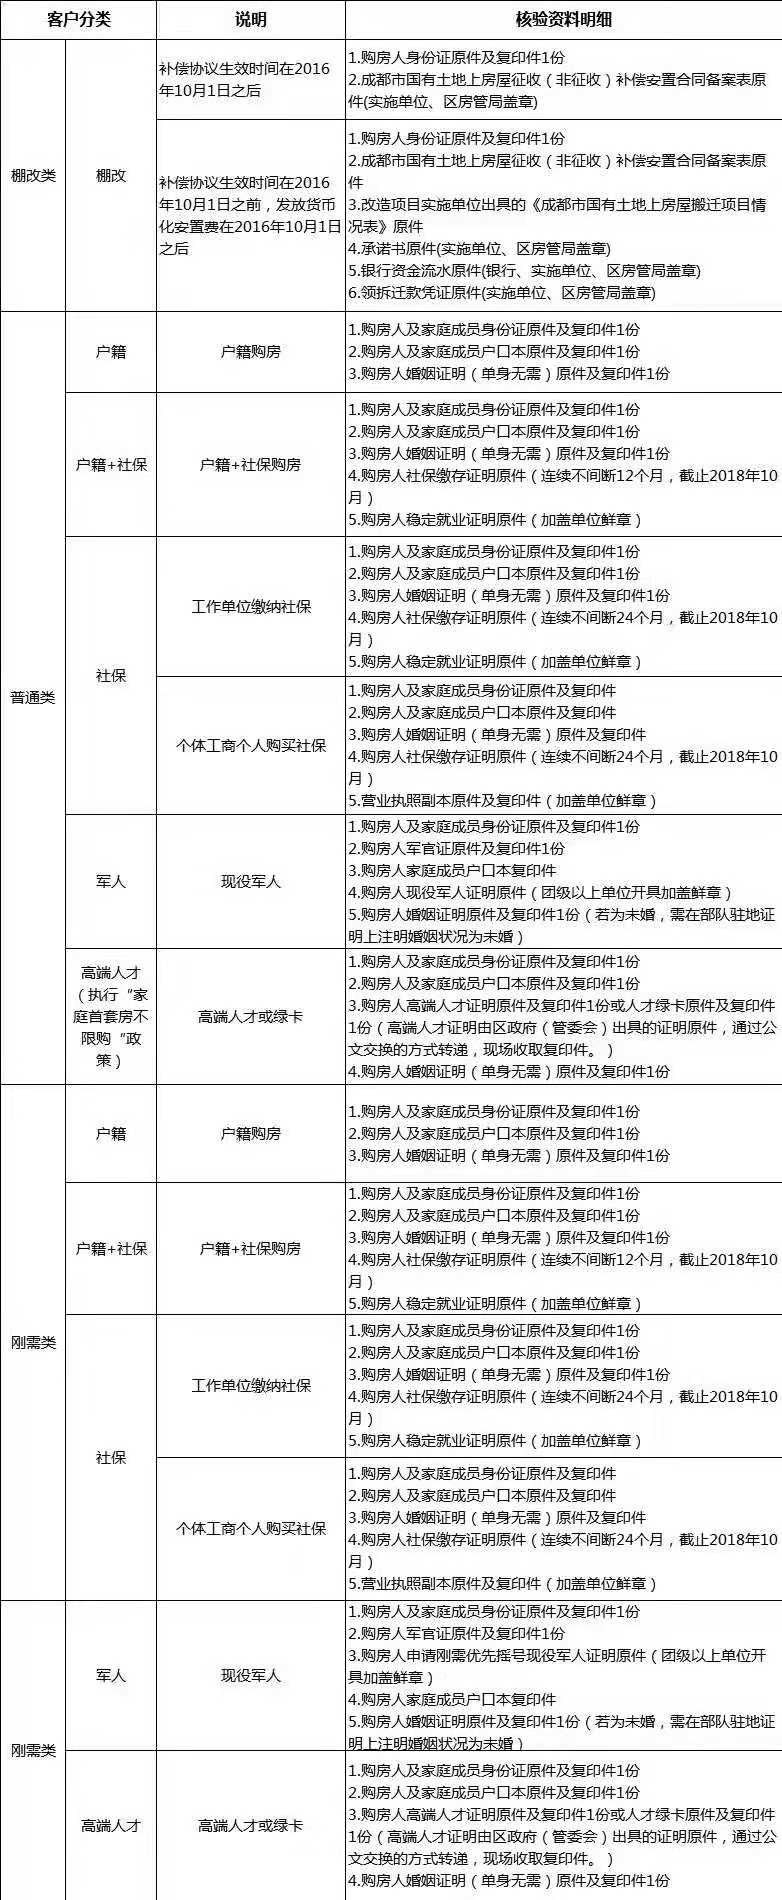 客户分类
说明
核验资料明细
棚改类
棚改
补偿协议生效时间在2016
年10月1日之后
1.购房人身份证原件及复印件1份
2.成都市国有土地上房屋征收（非征收）补偿安置合同备案表原
件(实施单位、区房管局盖章)
补偿协议生效时间在2016
年10月1日之前，发放货币
化安置费在2016年10月1日
之后
1.购房人身份证原件及复印件1份
2.成都市国有土地上房屋征收（非征收）补偿安置合同备案表原
件
3.改造项目实施单位出具的《成都市国有土地上房屋搬迁项目情
况表》原件
4.承诺书原件(实施单位、区房管局盖章)
5.银行资金流水原件(银行、实施单位、区房管局盖章)
6.领拆迁款凭证原件(实施单位、区房管局盖章)
普通类
户籍
户籍购房
1.购房人及家庭成员身份证原件及复印件1份
2.购房人及家庭成员户口本原件及复印件1份
3.购房人婚姻证明（单身无需）原件及复印件1份
户籍+社保
户籍+社保购房
1.购房人及家庭成员身份证原件及复印件1份
2.购房人及家庭成员户口本原件及复印件1份
3.购房人婚姻证明（单身无需）原件及复印件1份
4.购房人社保缴存证明原件（连续不间断12个月，截止2018年10
月）
5.购房人稳定就业证明原件（加盖单位鲜章）
社保
工作单位缴纳社保
1.购房人及家庭成员身份证原件及复印件1份
2.购房人及家庭成员户口本原件及复印件1份
3.购房人婚姻证明（单身无需）原件及复印件1份
4.购房人社保缴存证明原件（连续不间断24个月，截止2018年10
月）
5.购房人稳定就业证明原件（加盖单位鲜章）
个体工商个人购买社保
1.购房人及家庭成员身份证原件及复印件
2.购房人及家庭成员户口本原件及复印件
3.购房人婚姻证明（单身无需）原件及复印件
4.购房人社保缴存证明原件（连续不间断24个月，截止2018年10
月）
5.营业执照副本原件及复印件（加盖单位鲜章）
军人
现役军人
1.购房人及家庭成员身份证原件及复印件1份
2.购房人军官证原件及复印件1份
3.购房人家庭成员户口本复印件
4.购房人现役军人证明原件（团级以上单位开具加盖鲜章）
5.购房人婚姻证明原件及复印件1份（若为未婚，需在部队驻地证
明上注明婚姻状况为未婚）
高端人才
（执行“家
庭首套房不
限购“政
策）
高端人才或绿卡
1.购房人及家庭成员身份证原件及复印件1份
2.购房人及家庭成员户口本原件及复印件1份
3.购房人高端人才证明原件及复印件1份或人才绿卡原件及复印件
1份（高端人才证明由区政府（管委会）出具的证明原件，通过公
文交换的方式转递，现场收取复印件。）
4.购房人婚姻证明（单身无需）原件及复印件1份
刚需类
户籍
户籍购房
1.购房人及家庭成员身份证原件及复印件1份
2.购房人及家庭成员户口本原件及复印件1份
3.购房人婚姻证明（单身无需）原件及复印件1份
户籍+社保
户籍+社保购房
1.购房人及家庭成员身份证原件及复印件1份
2.购房人及家庭成员户口本原件及复印件1份
3.购房人婚姻证明（单身无需）原件及复印件1份
4.购房人社保缴存证明原件（连续不间断12个月，截止2018年10
月）
5.购房人稳定就业证明原件（加盖单位鲜章）
社保
工作单位缴纳社保
1.购房人及家庭成员身份证原件及复印件1份
2.购房人及家庭成员户口本原件及复印件1份
3.购房人婚姻证明（单身无需）原件及复印件1份
4.购房人社保缴存证明原件（连续不间断24个月，截止2018年10
月）
5.购房人稳定就业证明原件（加盖单位鲜章）
个体工商个人购买社保
1.购房人及家庭成员身份证原件及复印件
2.购房人及家庭成员户口本原件及复印件
3.购房人婚姻证明（单身无需）原件及复印件
4.购房人社保缴存证明原件（连续不间断24个月，截止2018年10
月）
5.营业执照副本原件及复印件（加盖单位鲜章）
刚需类
军人
现役军人
1.购房人及家庭成员身份证原件及复印件1份
2.购房人军官证原件及复印件1份
3.购房人申请刚需优先摇号现役军人证明原件（团级以上单位开
具加盖鲜章）
4.购房人家庭成员户口本复印件
5.购房人婚姻证明原件及复印件1份（若为未婚，需在部队驻地证
明上注明婚姻状况为未婚）
高端人才
高端人才或绿卡
1.购房人及家庭成员身份证原件及复印件1份
2.购房人及家庭成员户口本原件及复印件1份
3.购房人高端人才证明原件及复印件1份或人才绿卡原件及复印件
1份（高端人才证明由区政府（管委会）出具的证明原件，通过公
文交换的方式转递，现场收取复印件。）
4.购房人婚姻证明（单身无需）原件及复印件1份